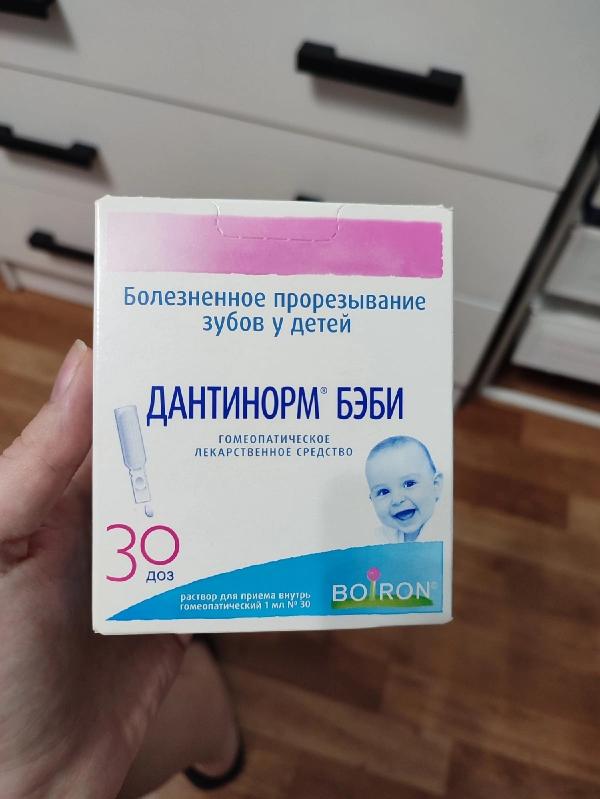 Болезненное прорезывание
зубов у детей
ДАНТИНОРМ® БЭБИ
ГОМЕОПАТИЧЕСКОЕ
ЛЕКАРСТВЕННОЕ СРЕДСТВО
30
ДОЗ
раствор для приема внутрь
гомеопатический 1 мл № 30
BOIRON®